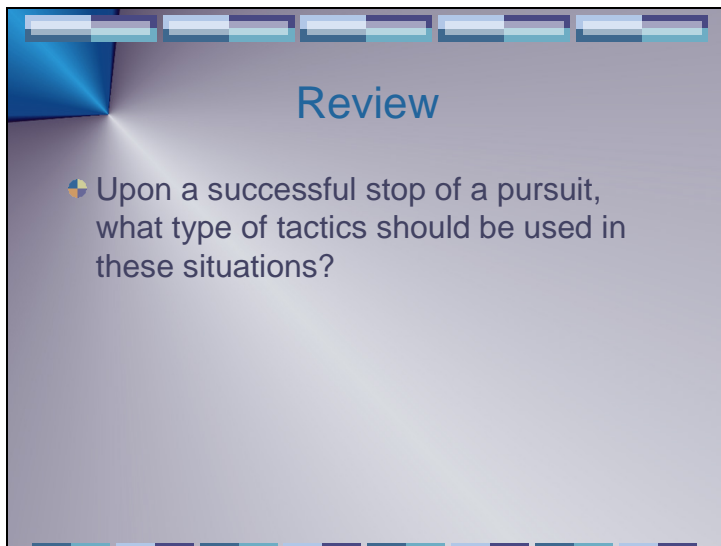 Review
Upon a successful stop of a pursuit,
what type of tactics should be used in
these situations?